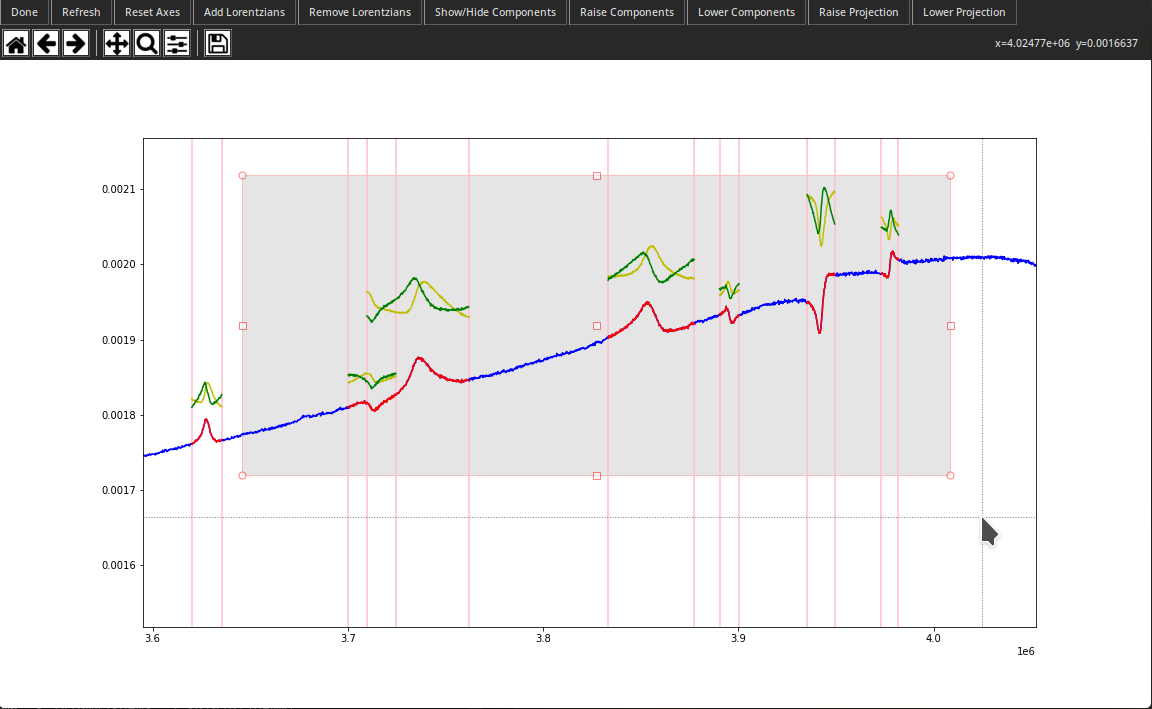 Done Refresh Reset Axes Add Lorentzians Remove Lorentzians Show/Hide Components Raise Components Lower Components Raise Projection Lower Projection
x=4.02477e+06 y=0.0016637
0.0021
0.0020
0.0019
0.0018
0.0017
0.0016
3.6 3.7 3.8 3.9 4.0
1e6